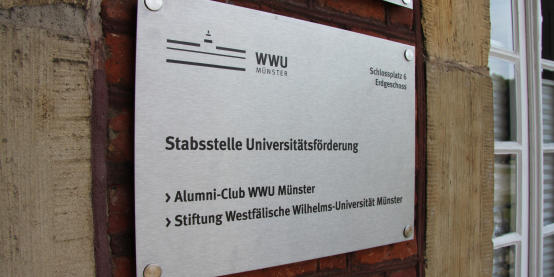 WWU
MÜNSTER
Schlossplatz 6
Erdgeschoss
Stabsstelle Universitätsförderung
> Alumni-Club WWU Münster
> Stiftung Westfälische Wilhelms-Universität Münster